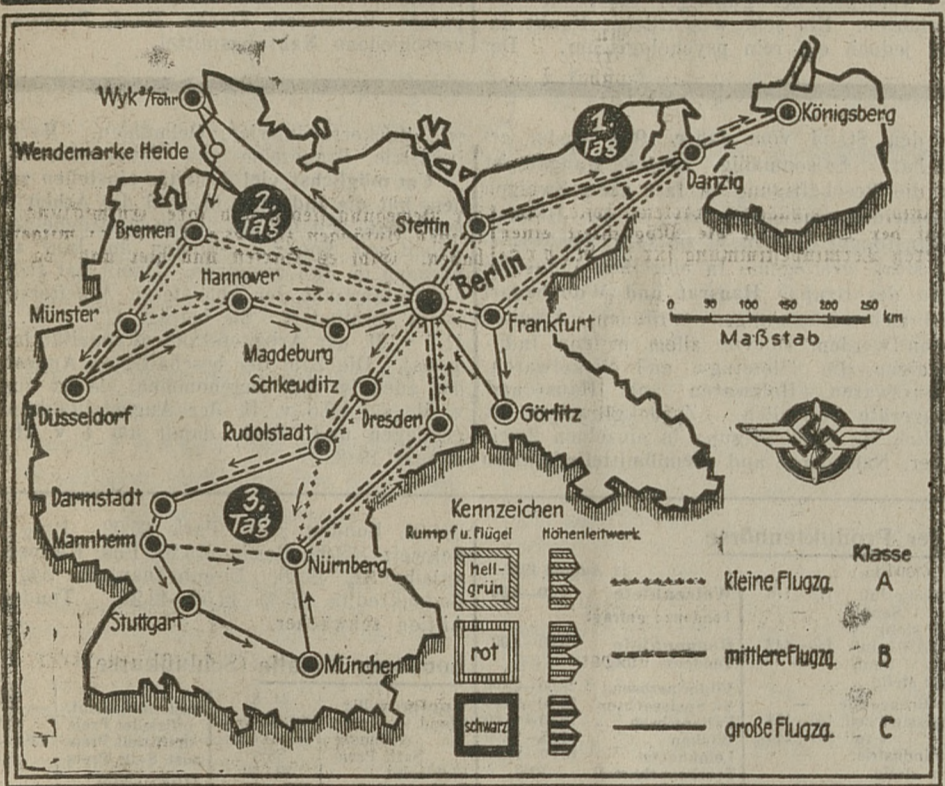 Wyk a/Föhr
1. Tag
Königsberg
Wendemarke Heide
Danzig
2. Tag
Bremen
Stettin
Hannover
Berlin
Münster
Frankfurt
50 90 100 150 200 250 km
Maßstab
Magdeburg
Schkeuditz
Düsseldorf
Dresden
Görlitz
Rudolstadt
Darmstadt
3. Tag
Mannheim
Nürnberg
Stuttgart
München
Kennzeichen
Rumpf u. Flügel
Höhenleitwerk
Klasse
hell-
grün
kleine Flugzg. A
rot
mittlere Flugzg. B
schwarz
große Flugzg. C